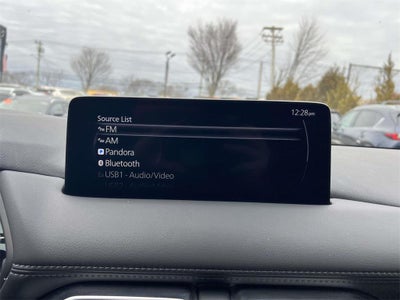 12:28pm
Source List
FM
AM
Pandora
Bluetooth
USB1 - Audio/Video